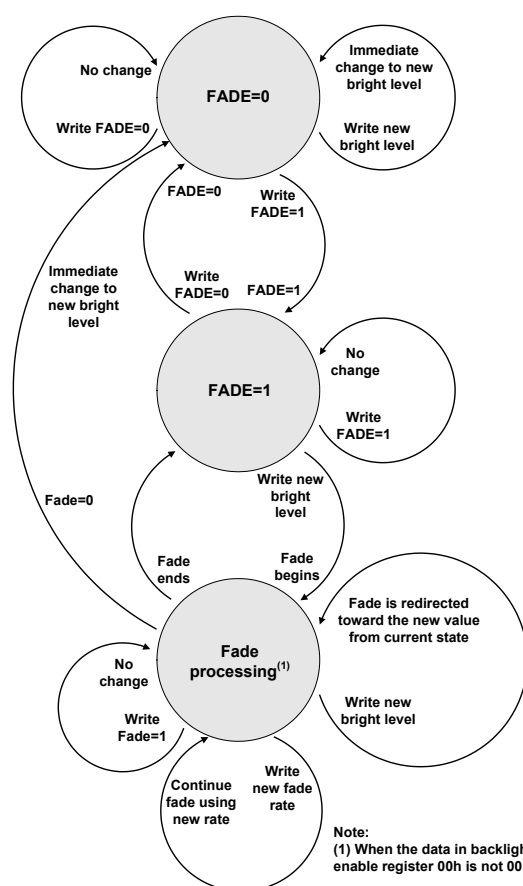 No change
Write FADE=0
FADE=0
Immediate
change to new
bright level
Write new
bright level
FADE=0
Write
FADE=1
Immediate
change to
new bright
level
Write
FADE=0
FADE=1
FADE=1
No
change
Write
FADE=1
Write new
bright
level
Fade=0
Fade
ends
Fade
begins
Fade is redirected
toward the new value
from current state
Fade
processing(1)
No
change
Write
Fade=1
Write new
bright level
Continue
fade using
new rate
Write
new fade
rate
Note:
(1) When the data in
enable register 00h is not